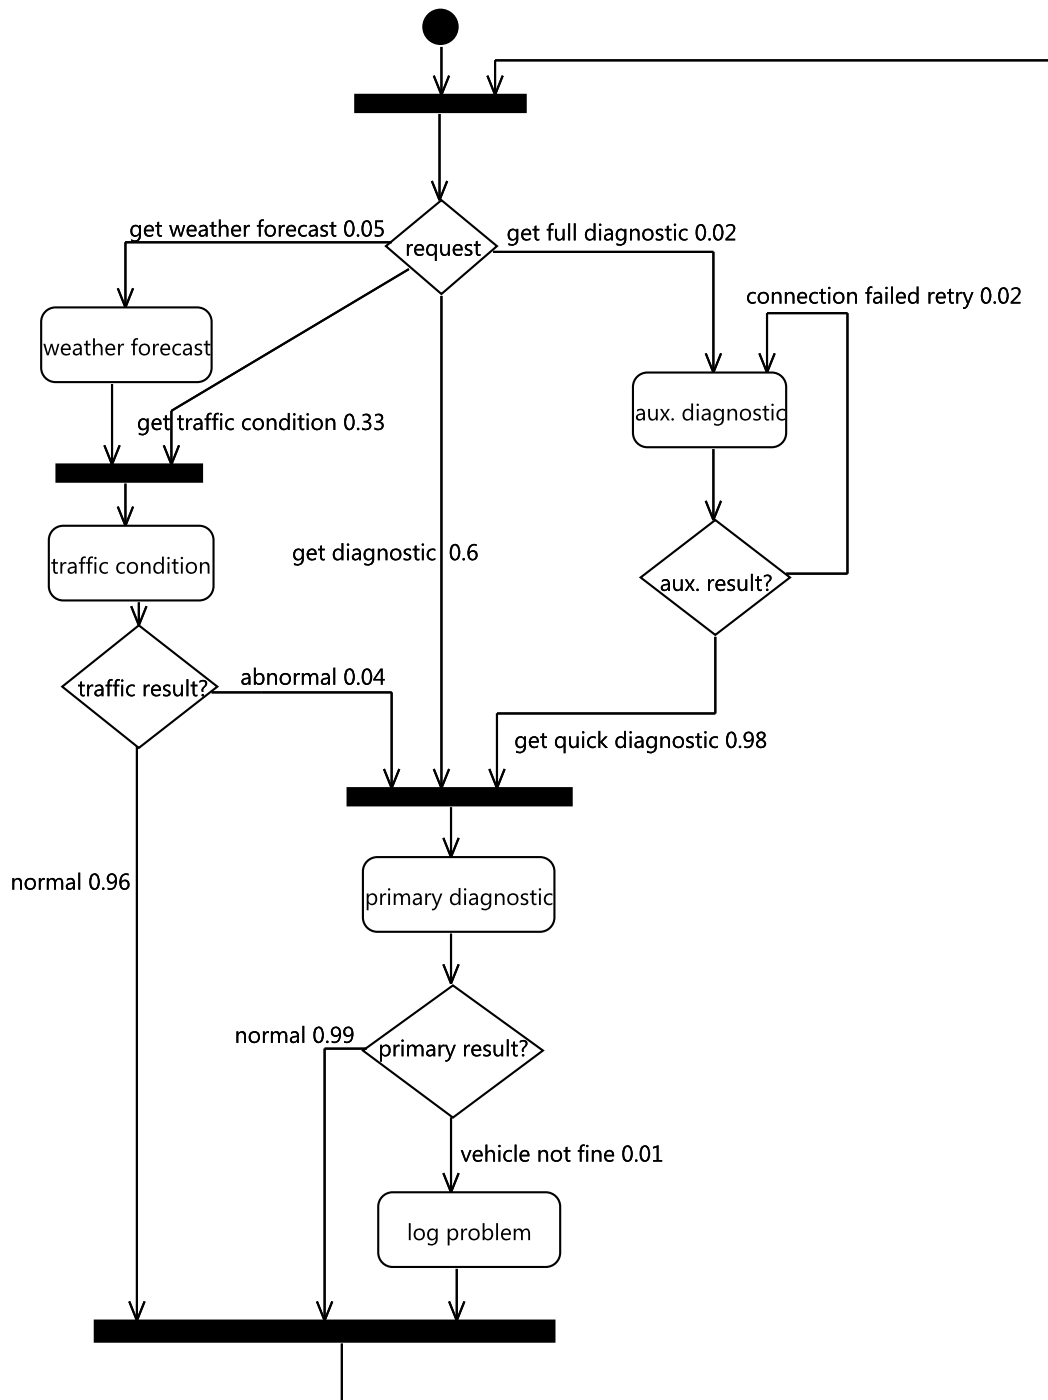 get weather forecast 0.05
request
get full diagnostic 0.02
connection failed retry 0.02
weather forecast
aux. diagnostic
get traffic condition 0.33
get diagnostic 0.6
traffic condition
aux. result?
traffic result?
abnormal 0.04
get quick diagnostic 0.98
normal 0.96
primary diagnostic
normal 0.99
primary result?
vehicle not fine 0.01
log problem